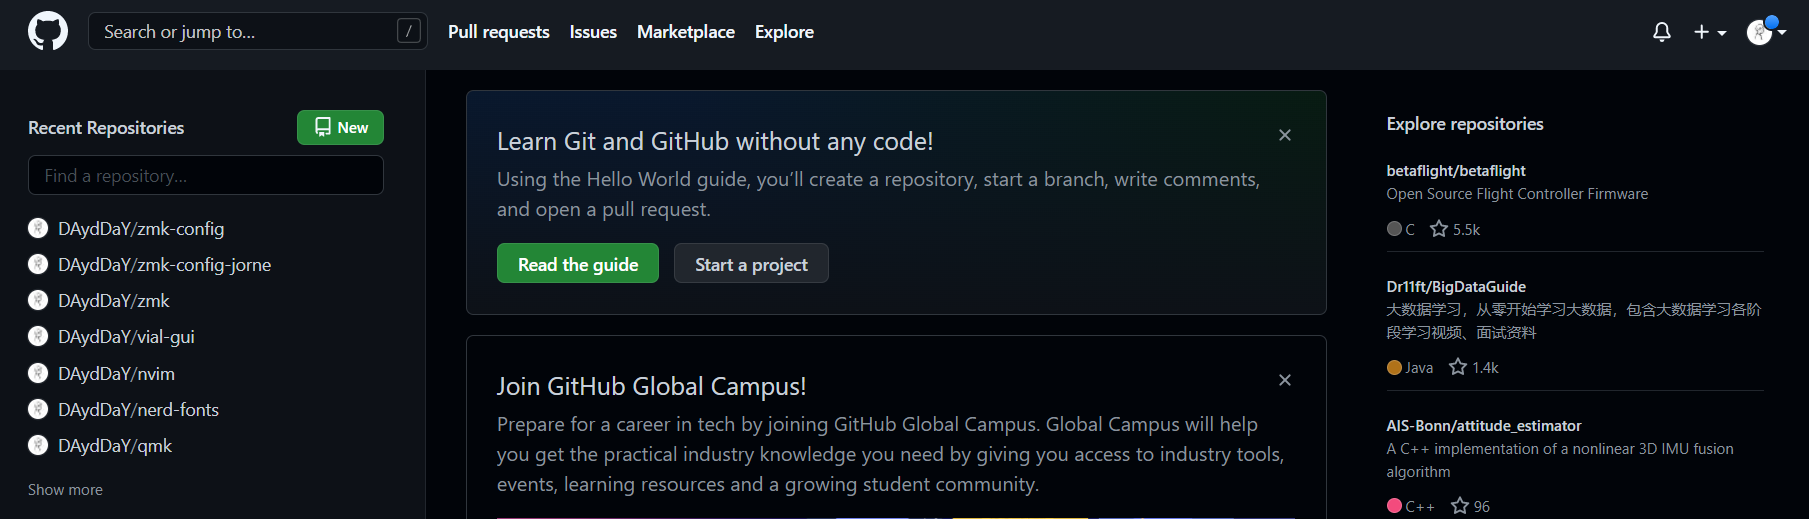 Search or jump to...
/
Pull requests
Issues
Marketplace
Explore
Recent Repositories
New
Find a repository...
DAydDaY/zmk-config
DAydDaY/zmk-config-jorne
DAydDaY/zmk
DAydDaY/vial-gui
DAydDaY/nvim
DAydDaY/nerd-fonts
DAydDaY/qmk
Show more
Learn Git and GitHub without any code!
Using the Hello World guide, you’ll create a repository, start a branch, write comments,
and open a pull request.
Read the guide
Start a project
Join GitHub Global Campus!
Prepare for a career in tech by joining GitHub Global Campus. Global Campus will help
you get the practical industry knowledge you need by giving you access to industry tools,
events, learning resources and a growing student community.
Explore repositories
betaflight/betaflight
Open Source Flight Controller Firmware
C 5.5k
Dr11ft/BigDataGuide
大数据学习，从零开始学习大数据，包含大数据学习各阶
段学习视频、面试资料
Java 1.4k
AIS-Bonn/attitude_estimator
A C++ implementation of a nonlinear 3D IMU fusion
algorithm
C++ 96